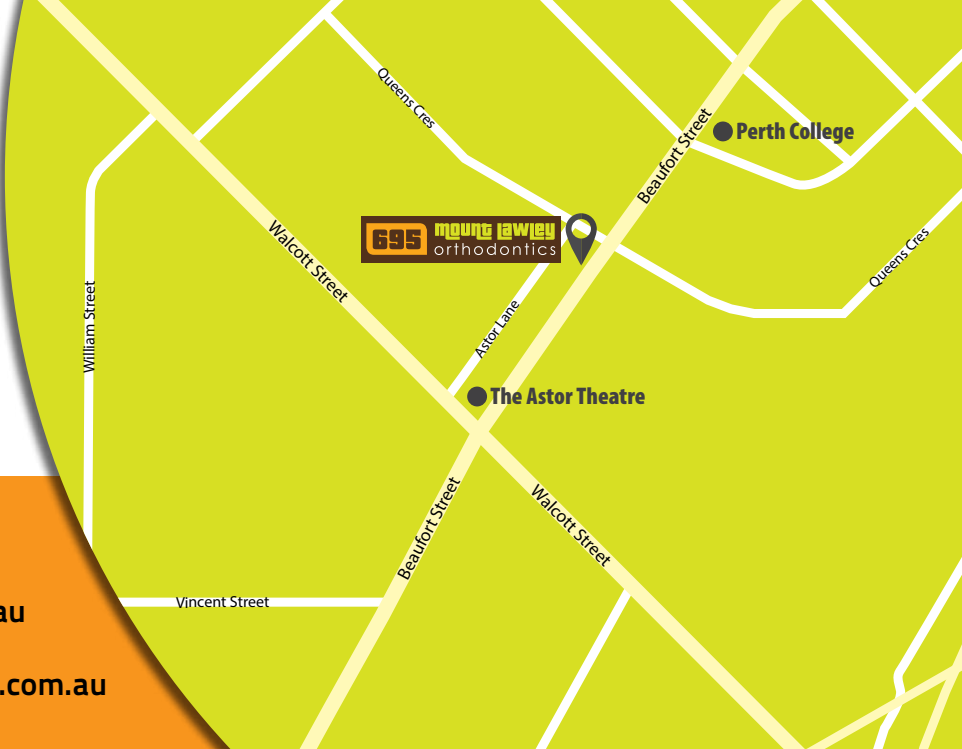 Queens Cres
Perth College
Beaufort Street
695 mount lawley
orthodontics
Walcott Street
Queens Cres
William Street
Astor Lane
The Astor Theatre
Beaufort Street
Walcott Street
Vincent Street
au
.com.au